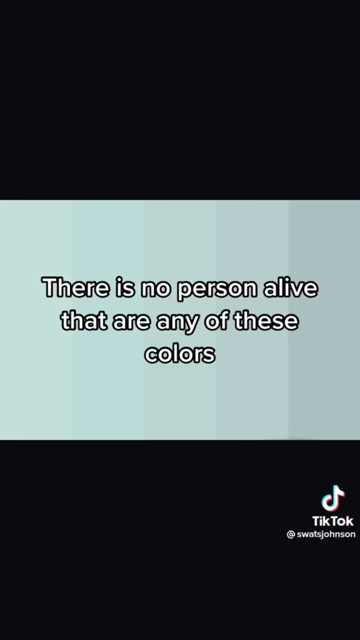 There is no person alive
that are any of these
colors
TikTok
@swatsjohnson